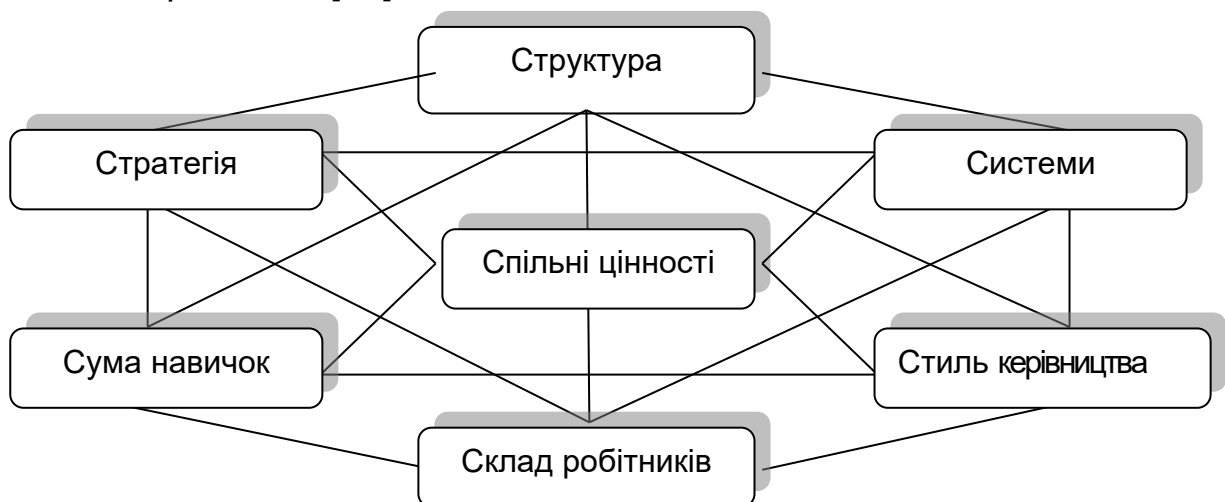 Структура
Стратегія
Системи
Спільні цінності
Сума навичок
Стиль керівництва
Склад робітників